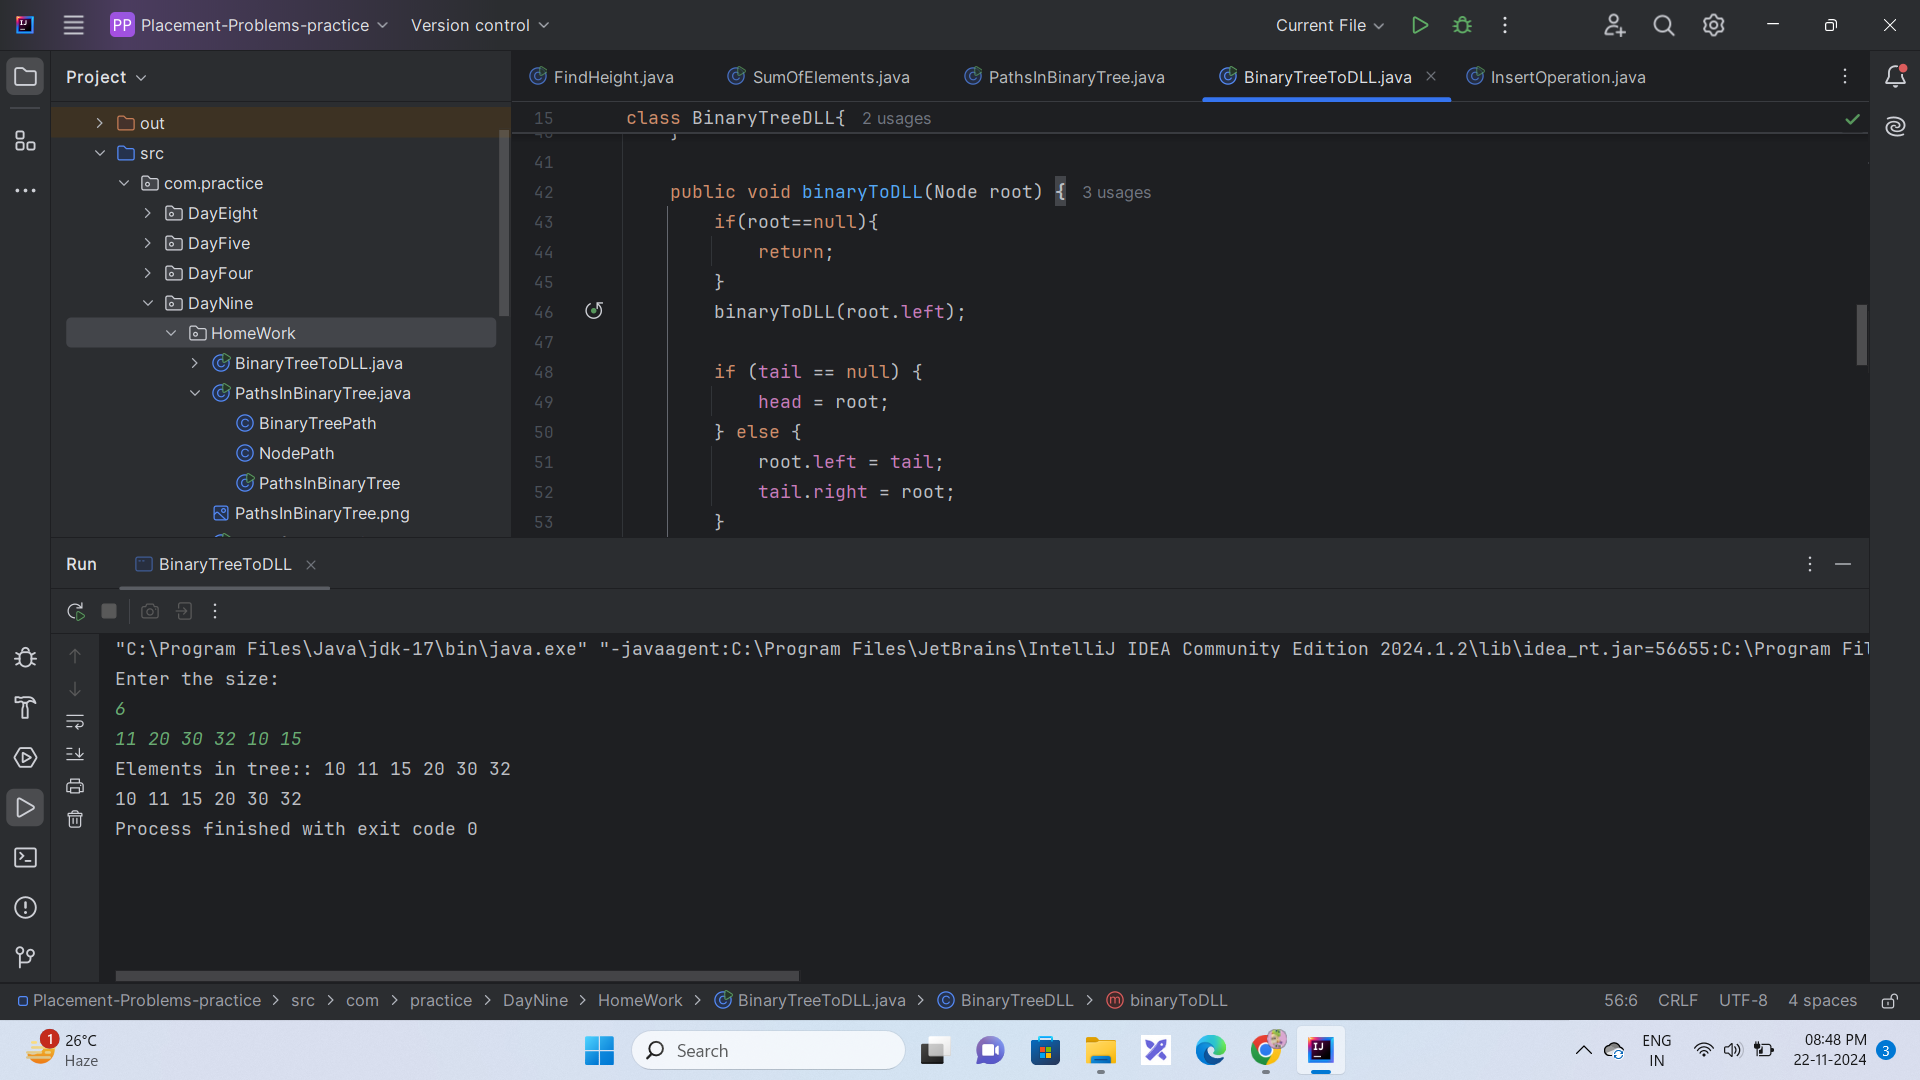 PP Placement-Problems-practice Version control Current File
Project
FindHeight.java SumOfElements.java PathsInBinaryTree.java BinaryTreeToDLL.java InsertOperation.java
out
src
com.practice
DayEight
DayFive
DayFour
DayNine
HomeWork
BinaryTreeToDLL.java
PathsInBinaryTree.java
BinaryTreePath
NodePath
PathsInBinaryTree
PathsInBinaryTree.png
15 class BinaryTreeDLL{ 2 usages
40 }
41
42 public void binaryToDLL(Node root) { 3 usages
43 if(root==null){
44 return;
45 }
46 binaryToDLL(root.left);
47
48 if (tail == null) {
49 head = root;
50 } else {
51 root.left = tail;
52 tail.right = root;
53 }
Run BinaryTreeToDLL
"C:\Program Files\Java\jdk-17\bin\java.exe" "-javaagent:C:\Program Files\JetBrains\IntelliJ IDEA Community Edition 2024.1.2\lib\idea_rt.jar=56655:C:\Program Fil
Enter the size:
6
11 20 30 32 10 15
Elements in tree:: 10 11 15 20 30 32
10 11 15 20 30 32
Process finished with exit code 0
Placement-Problems-practice > src > com > practice > DayNine > HomeWork > BinaryTreeToDLL.java > BinaryTreeDLL > binaryToDLL 56:6 CRLF UTF-8 4 spaces
1 26°C
Haze
Search
ENG
IN
08:48 PM
22-11-2024
3